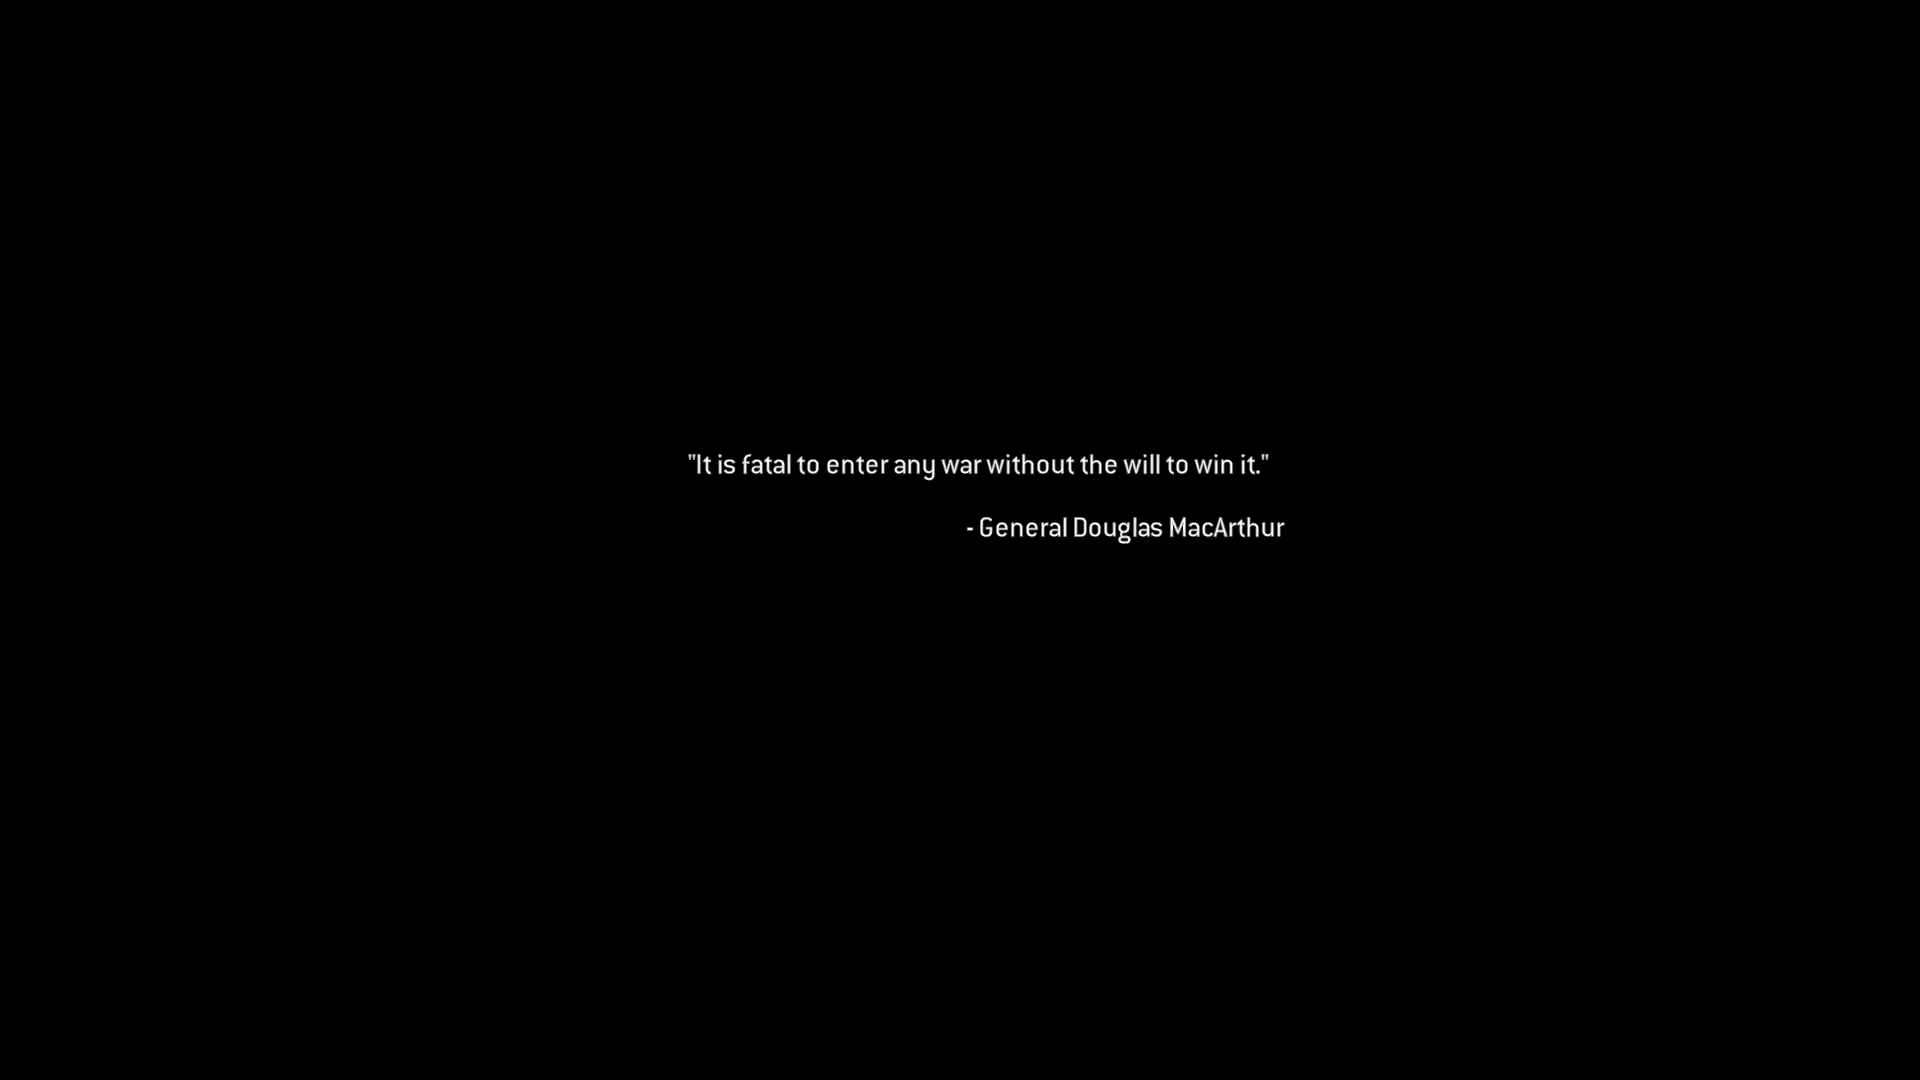 "It is fatal to enter any war without the will to win it."
- General Douglas MacArthur